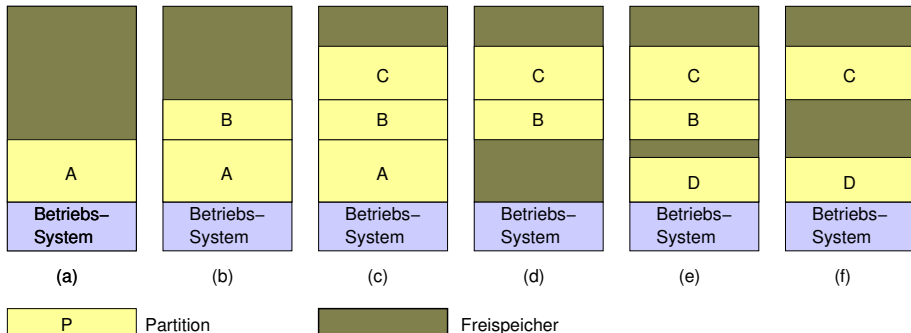 A
Betriebs–
System
(a)
B
A
Betriebs–
System
(b)
C
B
A
Betriebs–
System
(c)
C
B
Betriebs–
System
(d)
C
B
D
Betriebs–
System
(e)
C
D
Betriebs–
System
(f)
P
Partition
Freispeicher